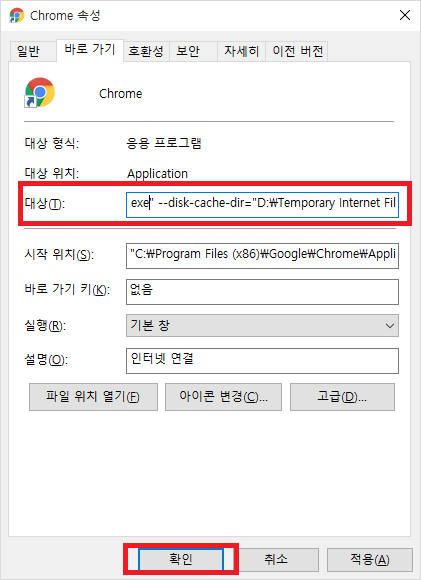 Chrome 속성
일반 바로 가기 호환성 보안 자세히 이전 버전
Chrome
대상 형식: 응용 프로그램
대상 위치: Application
대상(T): exe" --disk-cache-dir="D:₩Temporary Internet Fil
시작 위치(S): "C:₩Program Files (x86)₩Google₩Chrome₩Appli
바로 가기 키(K): 없음
실행(R): 기본 창
설명(O): 인터넷 연결
파일 위치 열기(F) 아이콘 변경(C)... 고급(D)...
확인 취소 적용(A)